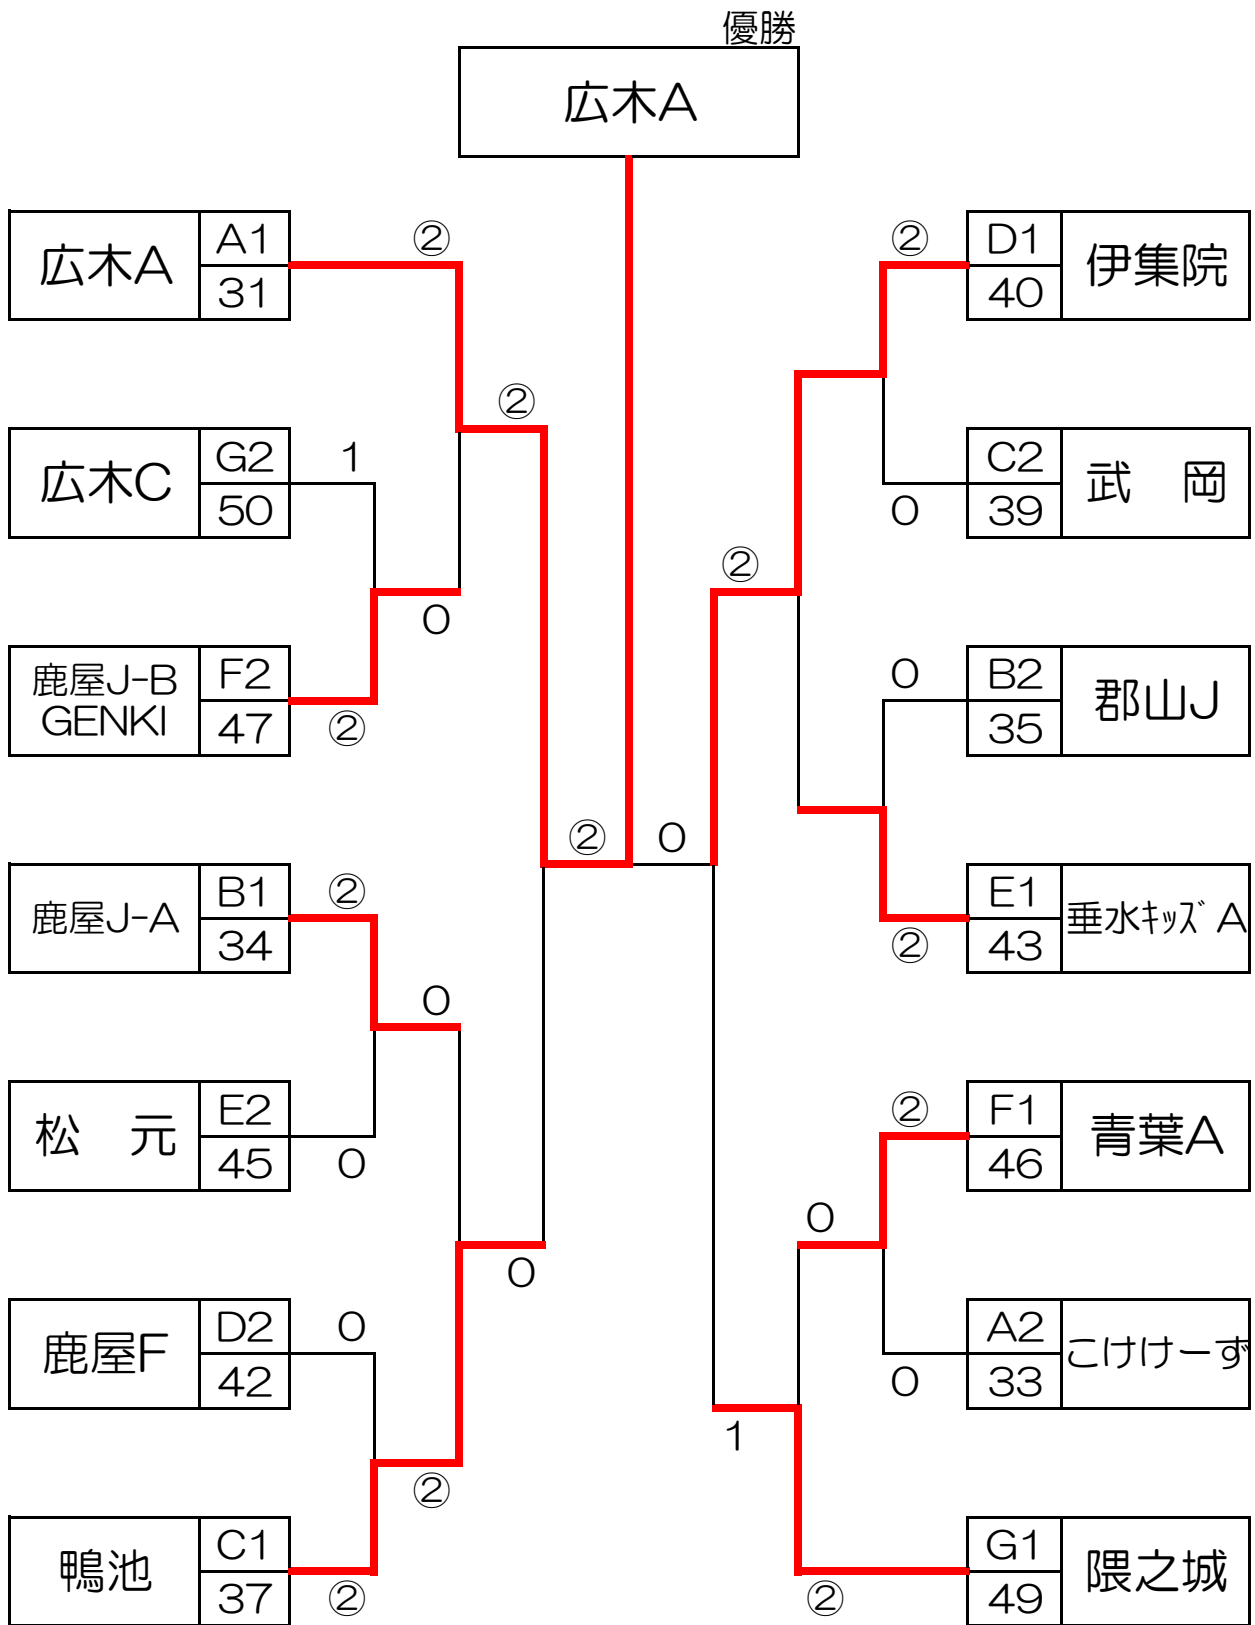 優勝
広木A
広木A
A1
31
②
②
D1
40
伊集院
②
広木C
G2
50
1
0
C2
39
武　岡
②
0
鹿屋J-B
GENKI
F2
47
②
0
B2
35
郡山J
②
0
鹿屋J-A
B1
34
②
②
E1
43
垂水ｷｯｽﾞA
0
松　元
E2
45
0
②
F1
46
青葉A
0
0
鹿屋F
D2
42
0
0
A2
33
こけけーず
②
1
鴨池
C1
37
②
②
G1
49
隈之城